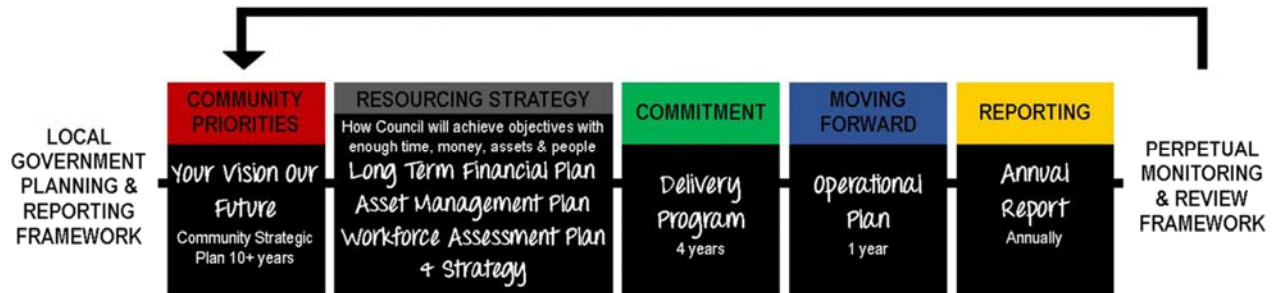 LOCAL
GOVERNMENT
PLANNING &
REPORTING
FRAMEWORK
COMMUNITY
PRIORITIES
Your Vision Our
Future
Community Strategic
Plan 10+ years
RESOURCING STRATEGY
How Council will achieve objectives with
enough time, money, assets & people
Long Term Financial Plan
Asset Management Plan
Workforce Assessment Plan
& Strategy
COMMITMENT
Delivery
Program
4 years
MOVING
FORWARD
Operational
Plan
1 year
REPORTING
Annual
Report
Annually
PERPETUAL
MONITORING
& REVIEW
FRAMEWORK